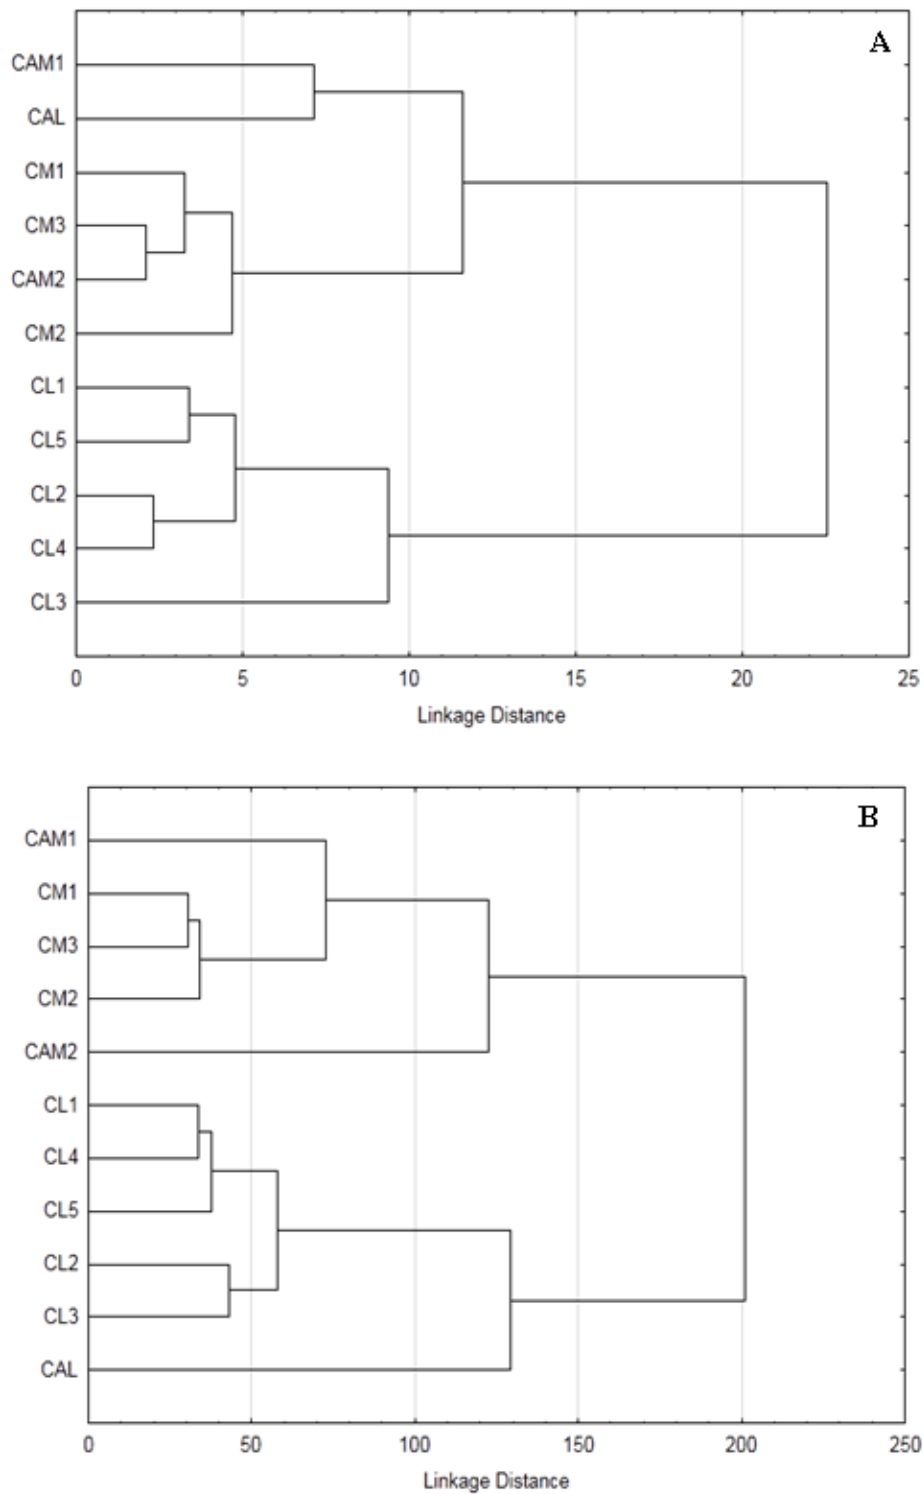 A
CAM1
CAL
CM1
CM3
CAM2
CM2
CL1
CL5
CL2
CL4
CL3
0 5 10 15 20 25
Linkage Distance
B
CAM1
CM1
CM3
CM2
CAM2
CL1
CL4
CL5
CL2
CL3
CAL
0 50 100 150 200 250
Linkage Distance